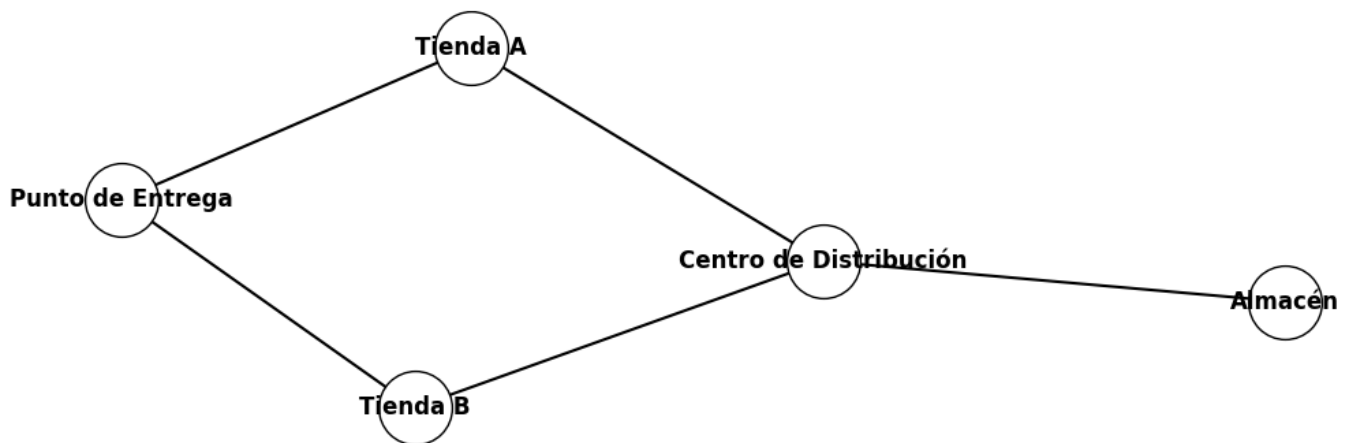 Tienda A
Punto de Entrega
Centro de Distribución
Almacén
Tienda B